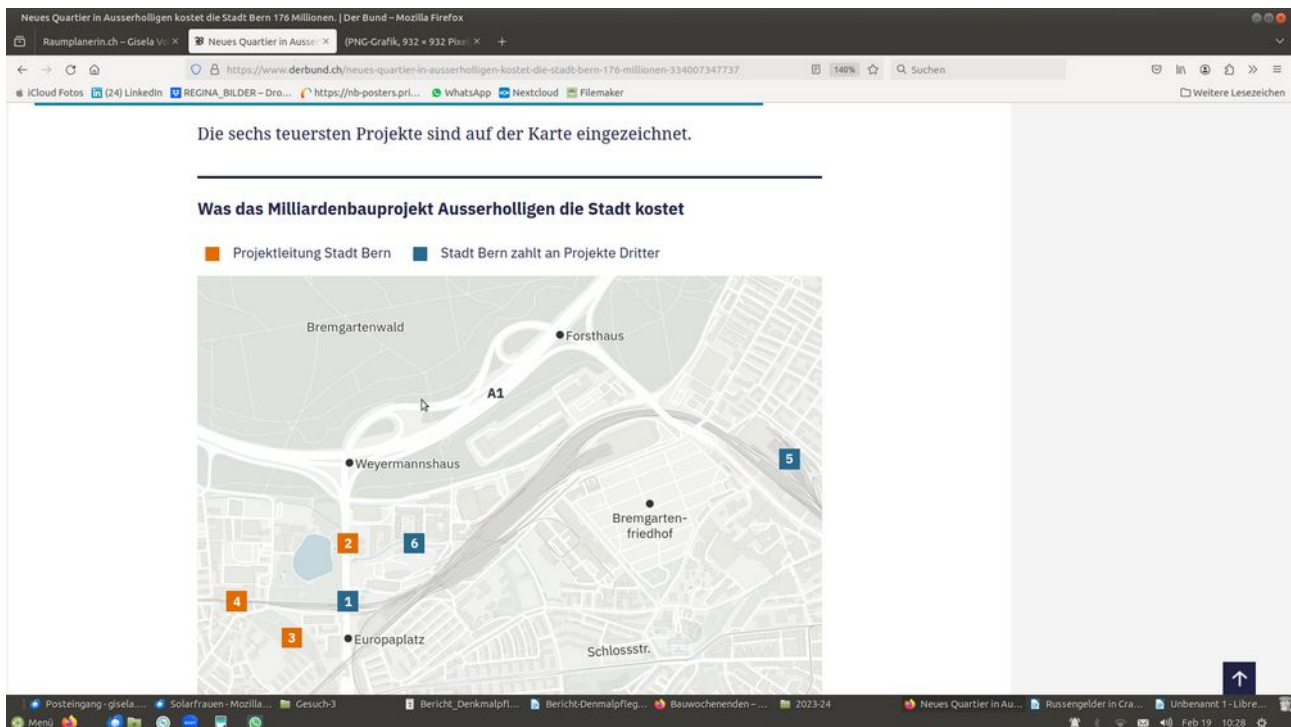 Neues Quartier in Ausserholligen kostet die Stadt Bern 176 Millionen. | Der Bund – Mozilla Firefox
Raumplanerin.ch – Gisela Vo × Neues Quartier in Ausser × (PNG-Grafik, 932 × 932 Pixel × +
https://www.derbund.ch/neues-quartier-in-ausserholligen-kostet-die-stadt-bern-176-millionen-334007347737 140% Suchen
iCloud Fotos (24) LinkedIn REGINA_BILDER – Dro... https://nb-posters.pri... WhatsApp Nextcloud Filemaker Weitere Lesezeichen
Die sechs teuersten Projekte sind auf der Karte eingezeichnet.
Was das Milliardenbauprojekt Ausserholligen die Stadt kostet
Projektleitung Stadt Bern Stadt Bern zahlt an Projekte Dritter
Bremgartenwald
Forsthaus
A1
Weyermannshaus
5
Bremgarten-
friedhof
2 6
4 1
3 Europaplatz
Schlossstr.
Posteingang - gisela.... Solarfrauen - Mozilla... Gesuch-3 Bericht_Denkmalpfl... Bericht-Denmalpfleg... Bauwochenenden – ... 2023-24 Neues Quartier in Au... Russengelder in Cra... Unbenannt 1 - Libre...
Menü Feb 19 10:28